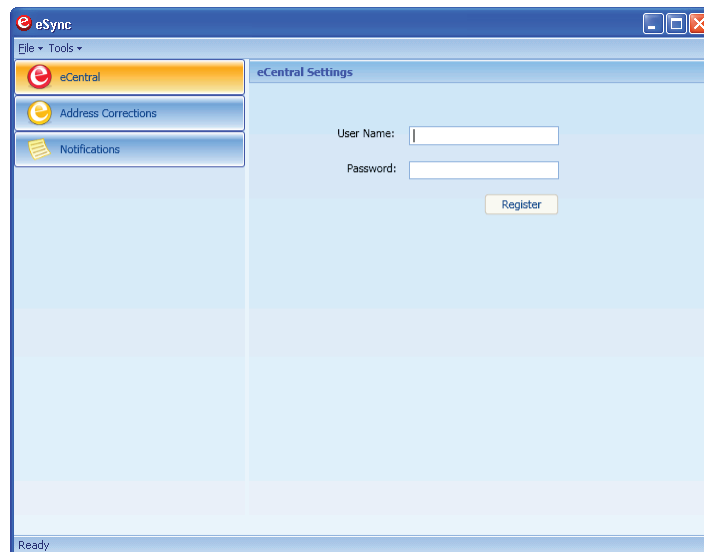 eSync
File Tools
eCentral
Address Corrections
Notifications
eCentral Settings
User Name:
Password:
Register
Ready